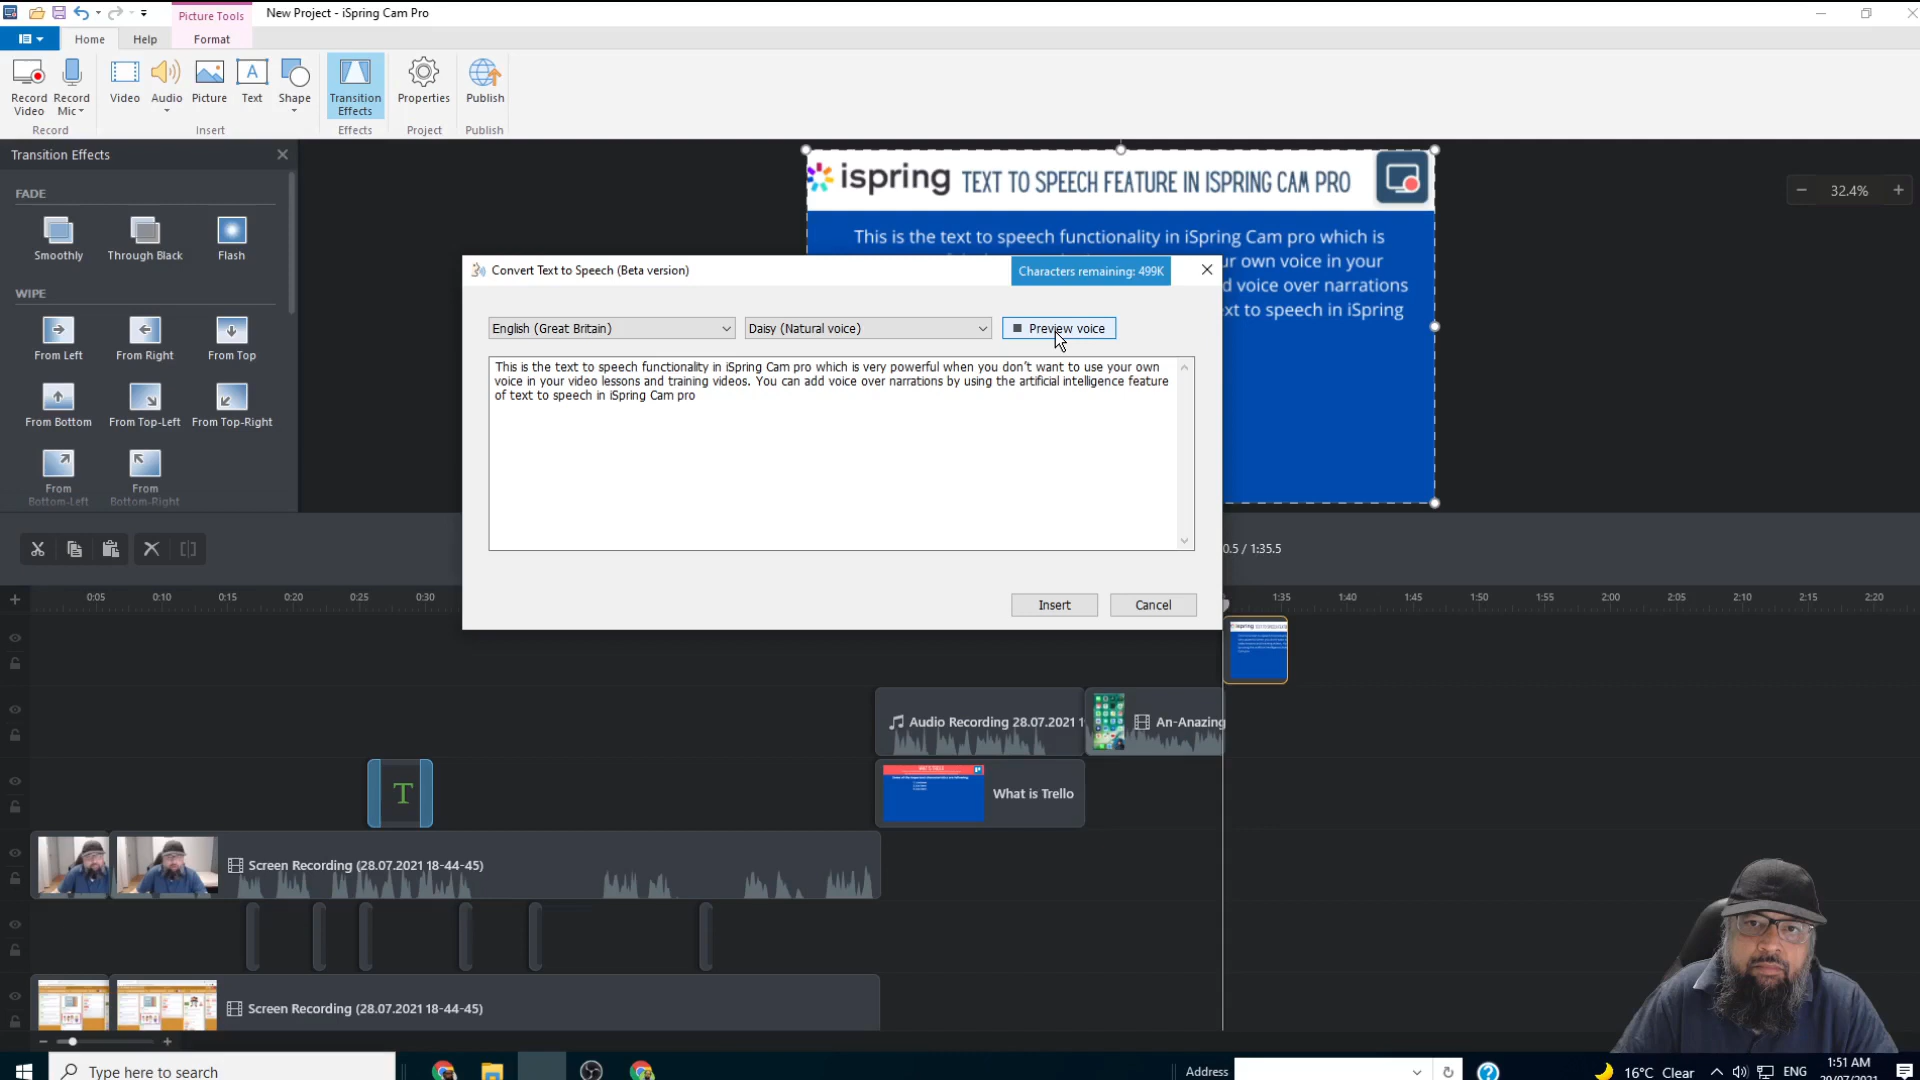 Picture Tools
New Project - iSpring Cam Pro
Home
Help
Format
Record Video
Record Mic
Video
Audio
Picture
Text
Shape
Transition Effects
Properties
Publish
Record
Insert
Effects
Project
Publish
Transition Effects
FADE
Smoothly
Through Black
Flash
WIPE
From Left
From Right
From Top
From Bottom
From Top-Left
From Top-Right
From Bottom-Left
From Bottom-Right
ispring TEXT TO SPEECH FEATURE IN ISPRING CAM PRO
This is the text to speech functionality in iSpring Cam pro which is
ur own voice in your
d voice over narrations
xt to speech in iSpring
32.4%
Convert Text to Speech (Beta version)
Characters remaining: 499K
English (Great Britain)
Daisy (Natural voice)
Preview voice
This is the text to speech functionality in iSpring Cam pro which is very powerful when you don't want to use your own
voice in your video lessons and training videos. You can add voice over narrations by using the artificial intelligence feature
of text to speech in iSpring Cam pro
Insert
Cancel
0.5 / 1:35.5
0:05 0:10 0:15 0:20 0:25 0:30 1:35 1:40 1:45 1:50 1:55 2:00 2:05 2:10 2:15 2:20
Audio Recording 28.07.2021 1
An-Anazing
T
What is Trello
Screen Recording (28.07.2021 18-44-45)
Screen Recording (28.07.2021 18-44-45)
Type here to search
Address
16°C Clear
ENG
1:51 AM